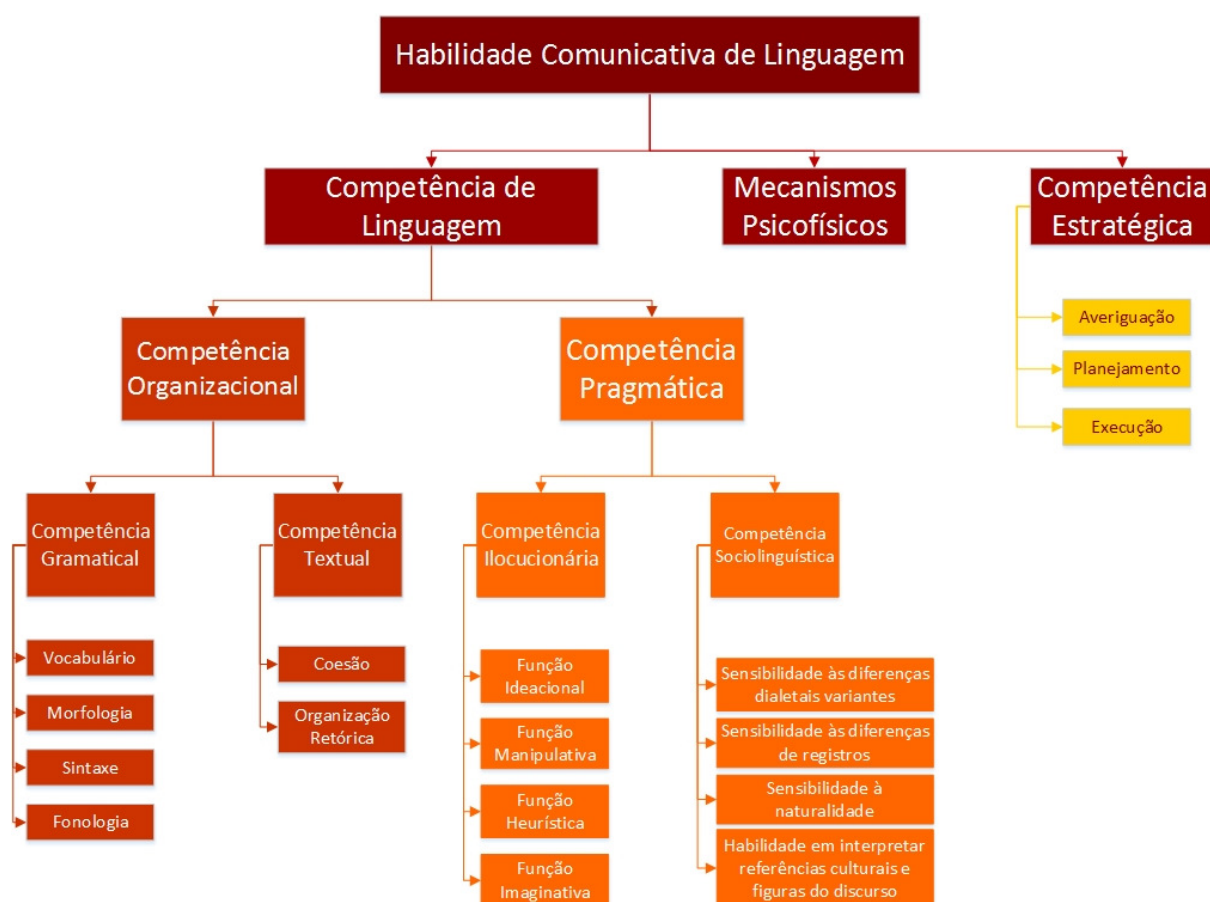 Habilidade Comunicativa de Linguagem
Competência de
Linguagem
Mecanismos
Psicofísicos
Competência
Estratégica
Averiguação
Planejamento
Execução
Competência
Organizacional
Competência
Pragmática
Competência
Gramatical
Competência
Textual
Competência
Ilocucionária
Competência
Sociolinguística
Vocabulário
Morfologia
Sintaxe
Fonologia
Coesão
Organização
Retórica
Função
Ideacional
Função
Manipulativa
Função
Heurística
Função
Imaginativa
Sensibilidade às diferenças
dialetais variantes
Sensibilidade às diferenças
de registros
Sensibilidade à
naturalidade
Habilidade em interpretar
referências culturais e
figuras do discurso